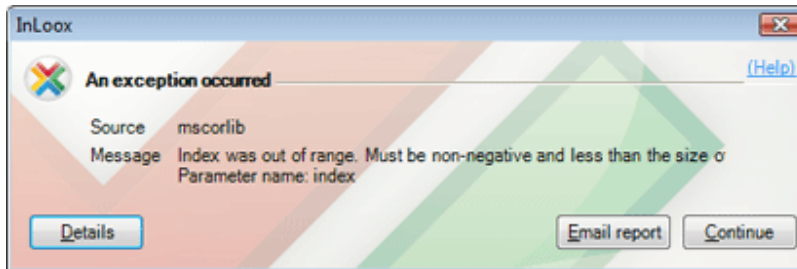 InLoox
An exception occurred
(Help)
Source mscorlib
Message Index was out of range. Must be non-negative and less than the size
Parameter name: index
Details
Email report
Continue